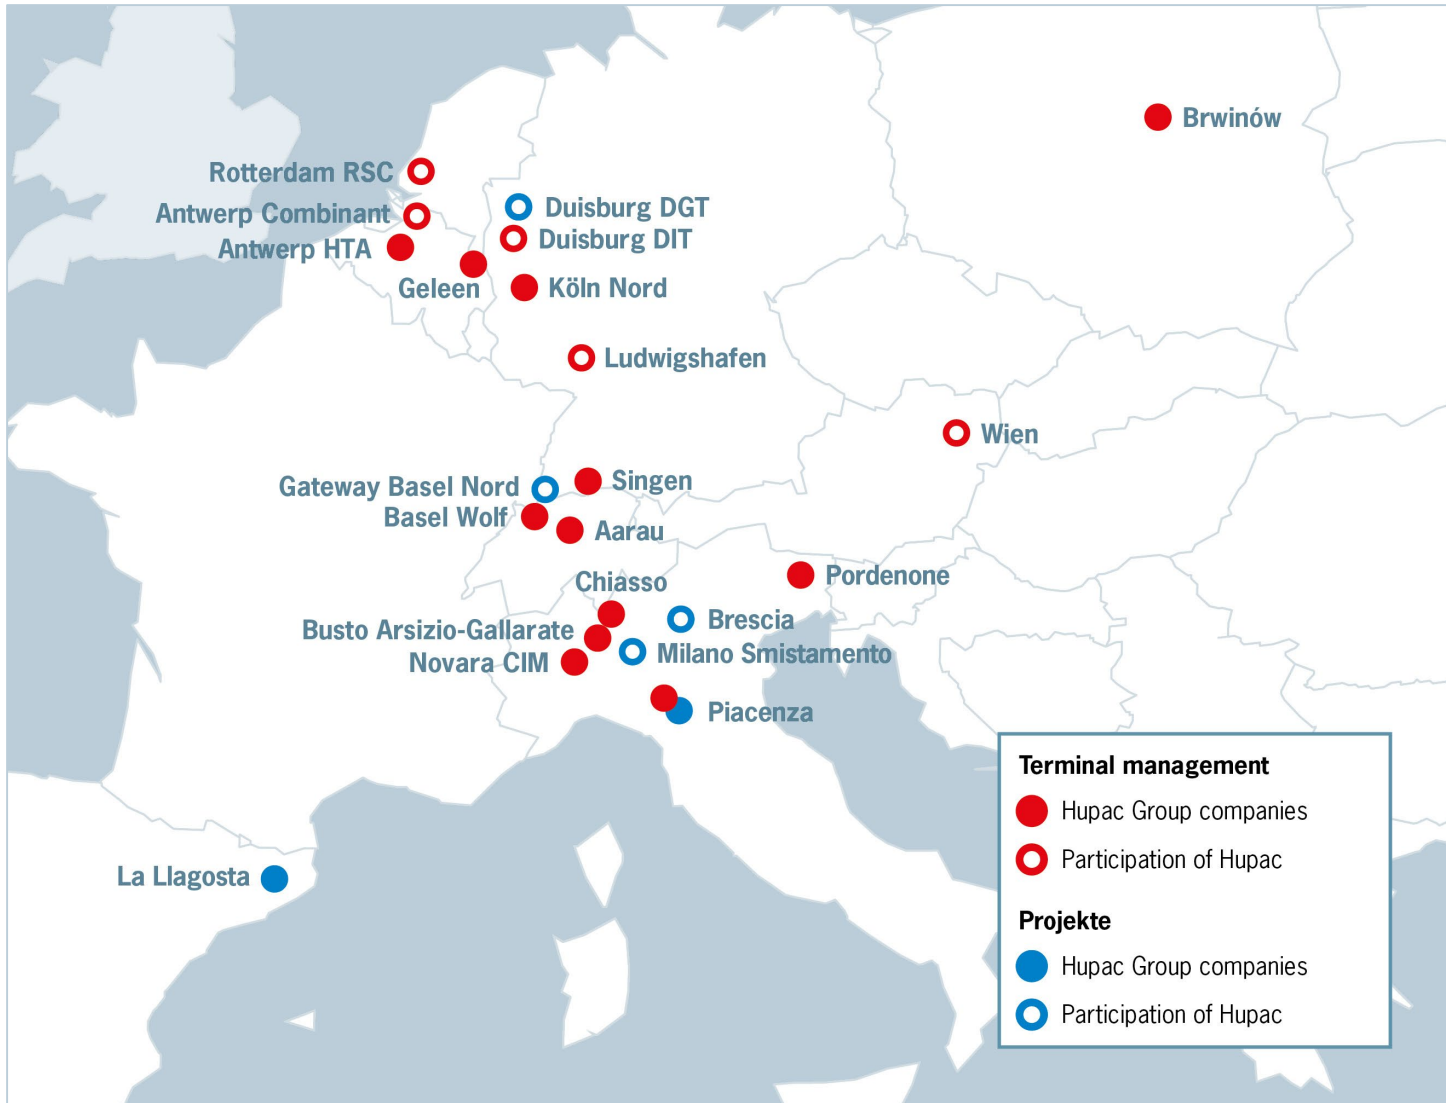 Brwinów
Rotterdam RSC
Antwerp Combinant
Antwerp HTA
Duisburg DGT
Duisburg DIT
Geleen
Köln Nord
Ludwigshafen
Wien
Gateway Basel Nord
Singen
Basel Wolf
Aarau
Chiasso
Pordenone
Busto Arsizio-Gallarate
Brescia
Novara CIM
Milano Smistamento
Piacenza
La Llagosta
Terminal management
Hupac Group companies
Participation of Hupac
Projekte
Hupac Group companies
Participation of Hupac